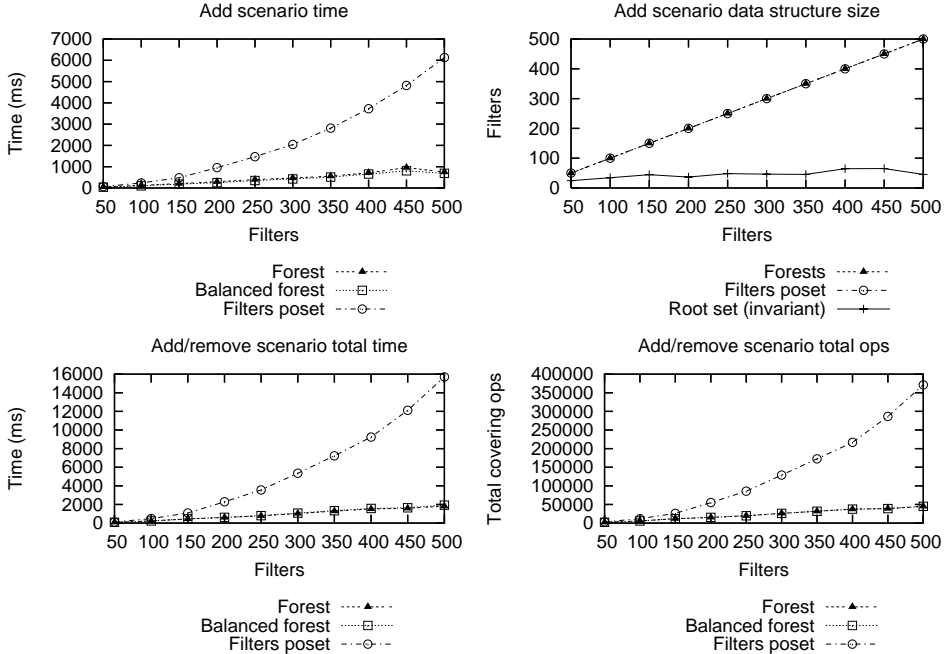 Add scenario time
7000
6000
5000
4000
3000
2000
1000
0
Time (ms)
50 100 150 200 250 300 350 400 450 500
Filters
Forest
Balanced forest
Filters poset
Add scenario data structure size
500
400
300
200
100
0
Filters
50 100 150 200 250 300 350 400 450 500
Filters
Forests
Filters poset
Root set (invariant)
Add/remove scenario total time
16000
14000
12000
10000
8000
6000
4000
2000
0
Time (ms)
50 100 150 200 250 300 350 400 450 500
Filters
Forest
Balanced forest
Filters poset
Add/remove scenario total ops
400000
350000
300000
250000
200000
150000
100000
50000
0
Total covering ops
50 100 150 200 250 300 350 400 450 500
Filters
Forest
Balanced forest
Filters poset